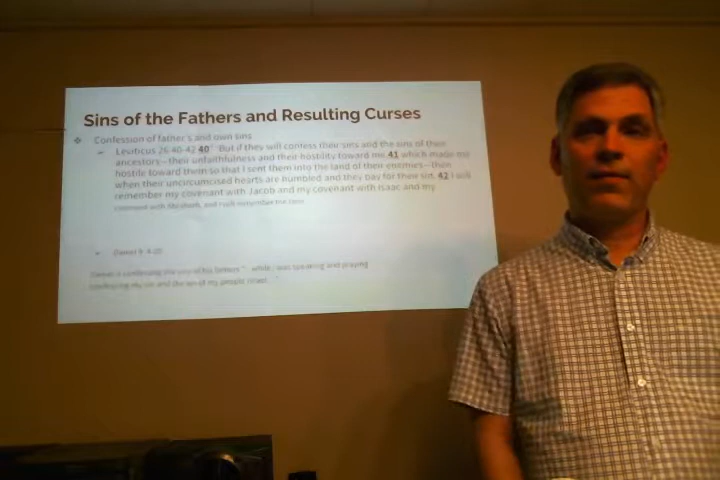 Sins of the Fathers and Resulting Curses
Confession of father's and own sins
Leviticus 26:40-42 40 " But if they will confess their sins and the sins of their
ancestors—their unfaithfulness and their hostility toward me, 41 which made me
hostile toward them so that I sent them into the land of their enemies—then
when their uncircumcised hearts are humbled and they pay for their sin, 42 I will
remember my covenant with Jacob and my covenant with Isaac and my
covenant with Abraham, and I will remember the land.
Daniel 9:
Daniel is confessing the sins of his fathers " while I was speaking and praying
confessing my sin and the sin of my people Israel